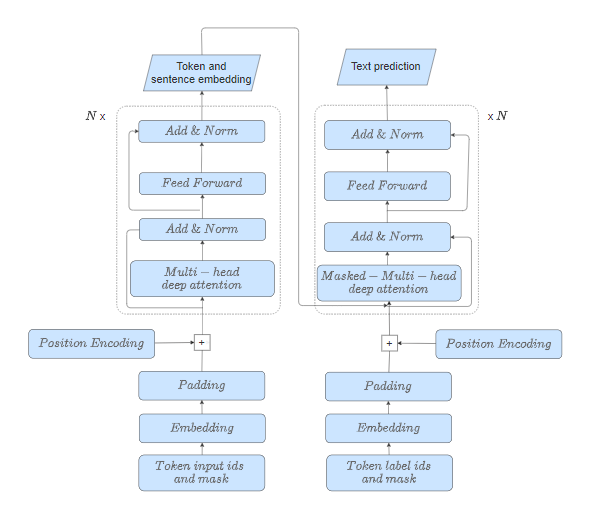 Token and
sentence embedding
N x
Add & Norm
Feed Forward
Add & Norm
Multi − head
deep attention
Position Encoding
+
Padding
Embedding
Token input ids
and mask
Text prediction
x N
Add & Norm
Feed Forward
Add & Norm
Masked − Multi − head
deep attention
+
Position Encoding
Padding
Embedding
Token label ids
and mask